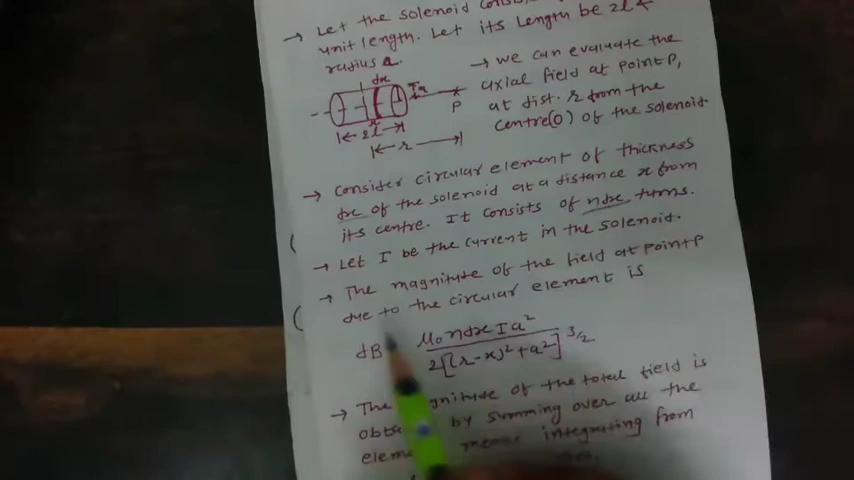 → Let the solenoid
unit length. Let its length be 2l &
radius a.
dx
Ix
P
x
2l
r
→ we can evaluate the
axial field at point P,
at dist. r from the
centre(O) of the solenoid
→ Consider circular element of thickness
dx of the solenoid at a distance x from
its centre. It consists of ndx turns.
→ Let I be the current in the solenoid.
→ The magnitude of the field at point P
due to the circular element is
dB μ₀ ndx I a² / 2[(r-x)²+a²]^3/2
→ The magnitude of the total field is
by summing over all the
integrating from